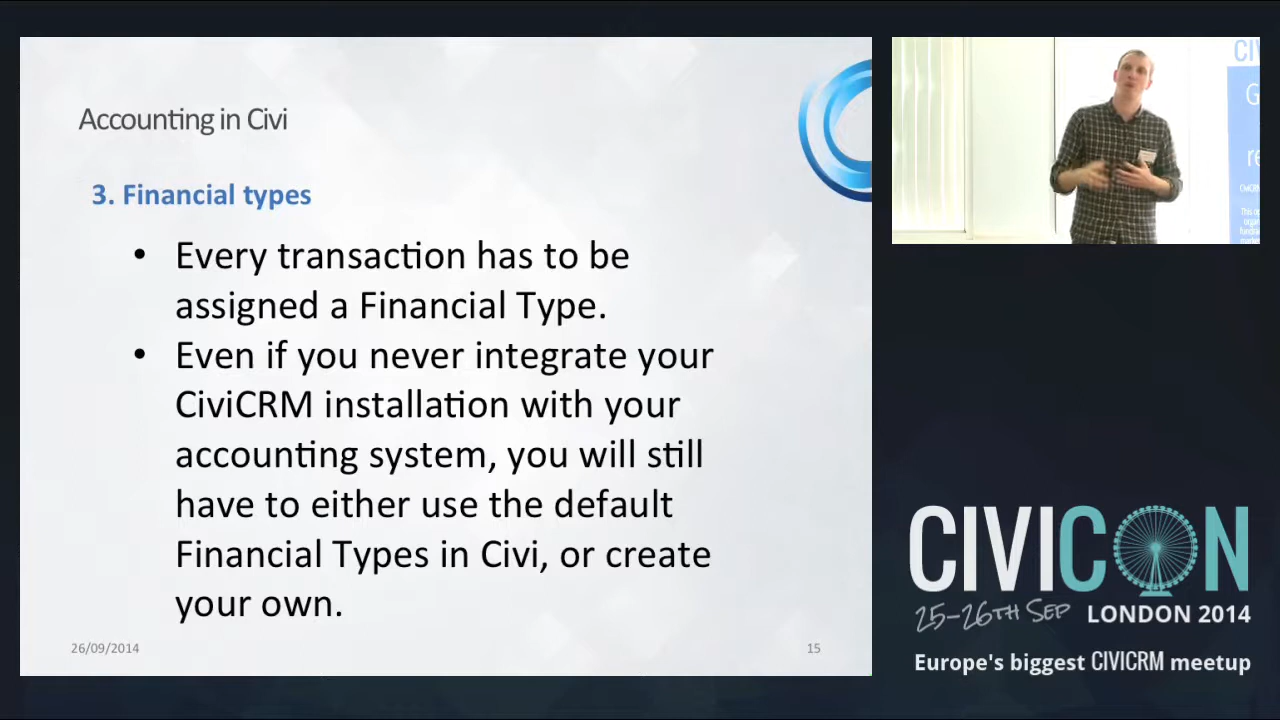 Accounting in Civi
3. Financial types
• Every transaction has to be
assigned a Financial Type.
• Even if you never integrate your
CiviCRM installation with your
accounting system, you will still
have to either use the default
Financial Types in Civi, or create
your own.
26/09/2014
15
CIVICON
25-26TH SEP LONDON 2014
Europe's biggest CIVICRM meetup